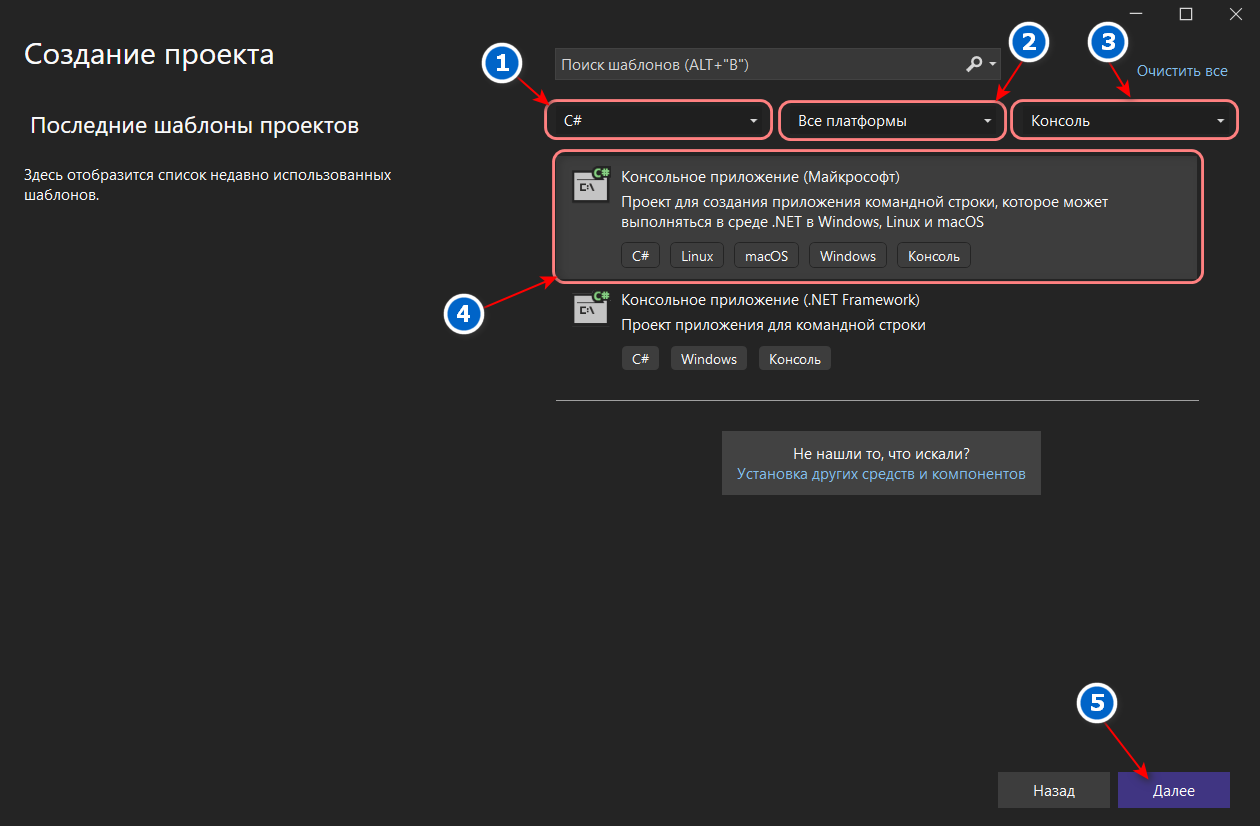 Создание проекта
Последние шаблоны проектов
Здесь отобразится список недавно использованных
шаблонов.
1
Поиск шаблонов (ALT+"В")
2
3
Очистить все
C#
Все платформы
Консоль
C#
C:\
Консольное приложение (Майкрософт)
Проект для создания приложения командной строки, которое может
выполняться в среде .NET в Windows, Linux и macOS
C# Linux macOS Windows Консоль
4
C#
C:\
Консольное приложение (.NET Framework)
Проект приложения для командной строки
C# Windows Консоль
Не нашли то, что искали?
Установка других средств и компонентов
5
Назад
Далее